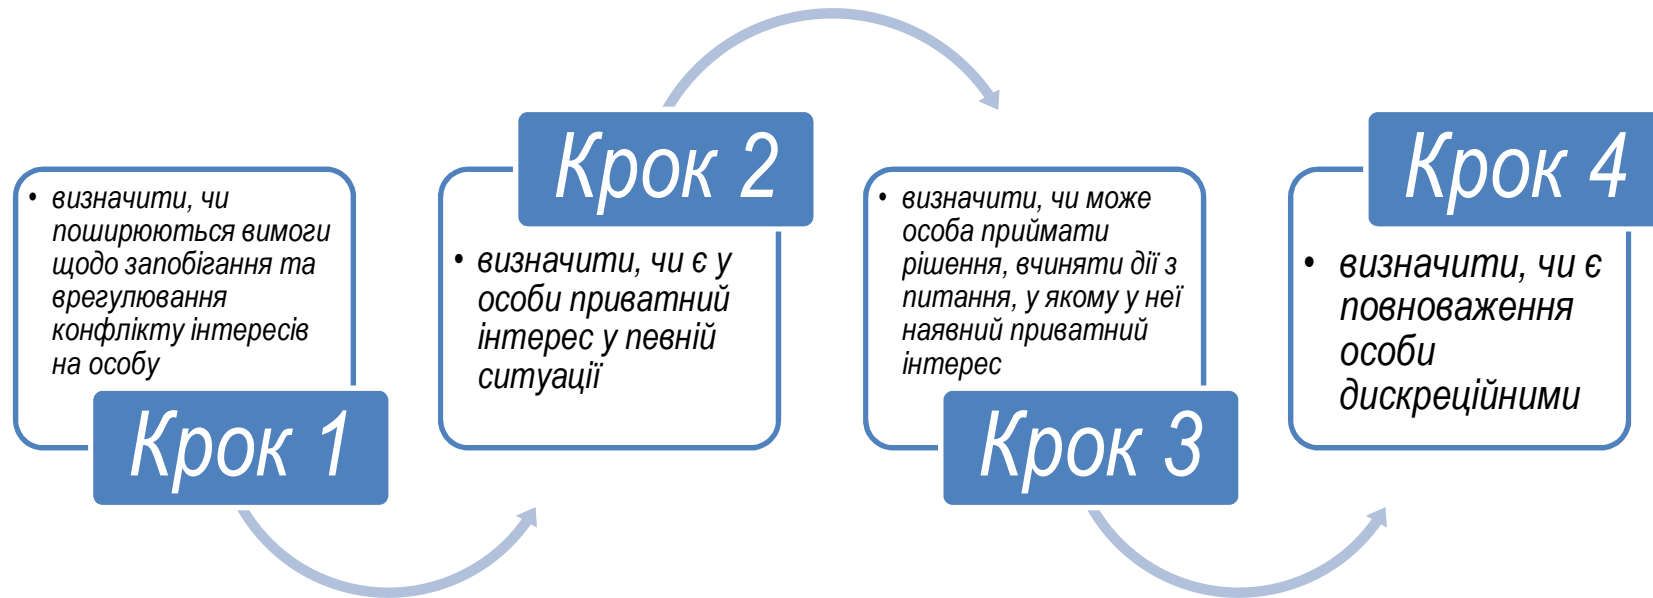 • визначити, чи
поширюються вимоги
щодо запобігання та
врегулювання
конфлікту інтересів
на особу
Крок 1
Крок 2
• визначити, чи є у
особи приватний
інтерес у певній
ситуації
• визначити, чи може
особа приймати
рішення, вчиняти дії з
питання, у якому у неї
наявний приватний
інтерес
Крок 3
Крок 4
• визначити, чи є
повноваження
особи
дискреційними